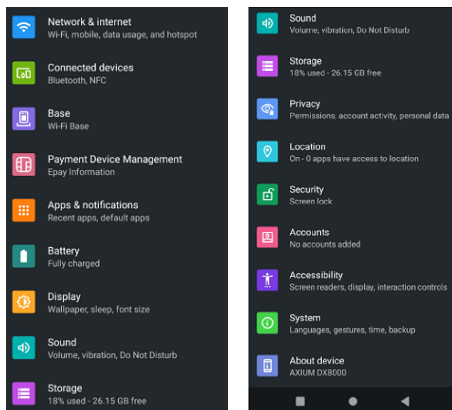 Network & internet
Wi-Fi, mobile, data usage, and hotspot
Connected devices
Bluetooth, NFC
Base
Wi-Fi Base
Payment Device Management
Epay Information
Apps & notifications
Recent apps, default apps
Battery
Fully charged
Display
Wallpaper, sleep, font size
Sound
Volume, vibration, Do Not Disturb
Storage
18% used - 26.15 GB free
Sound
Volume, vibration, Do Not Disturb
Storage
18% used - 26.15 GB free
Privacy
Permissions, account activity, personal data
Location
On - 0 apps have access to location
Security
Screen lock
Accounts
No accounts added
Accessibility
Screen readers, display, interaction controls
System
Languages, gestures, time, backup
About device
AXIUM DX8000